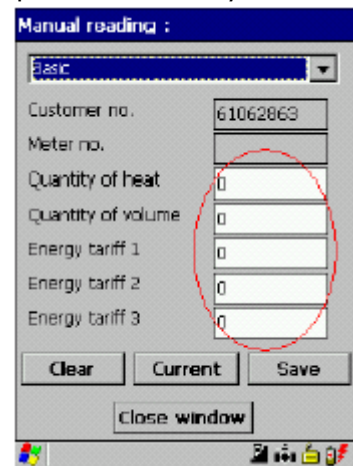 Manual reading :
Basic
Customer no. 61062863
Meter no.
Quantity of heat 0
Quantity of volume 0
Energy tariff 1 0
Energy tariff 2 0
Energy tariff 3 0
Clear Current Save
Close window